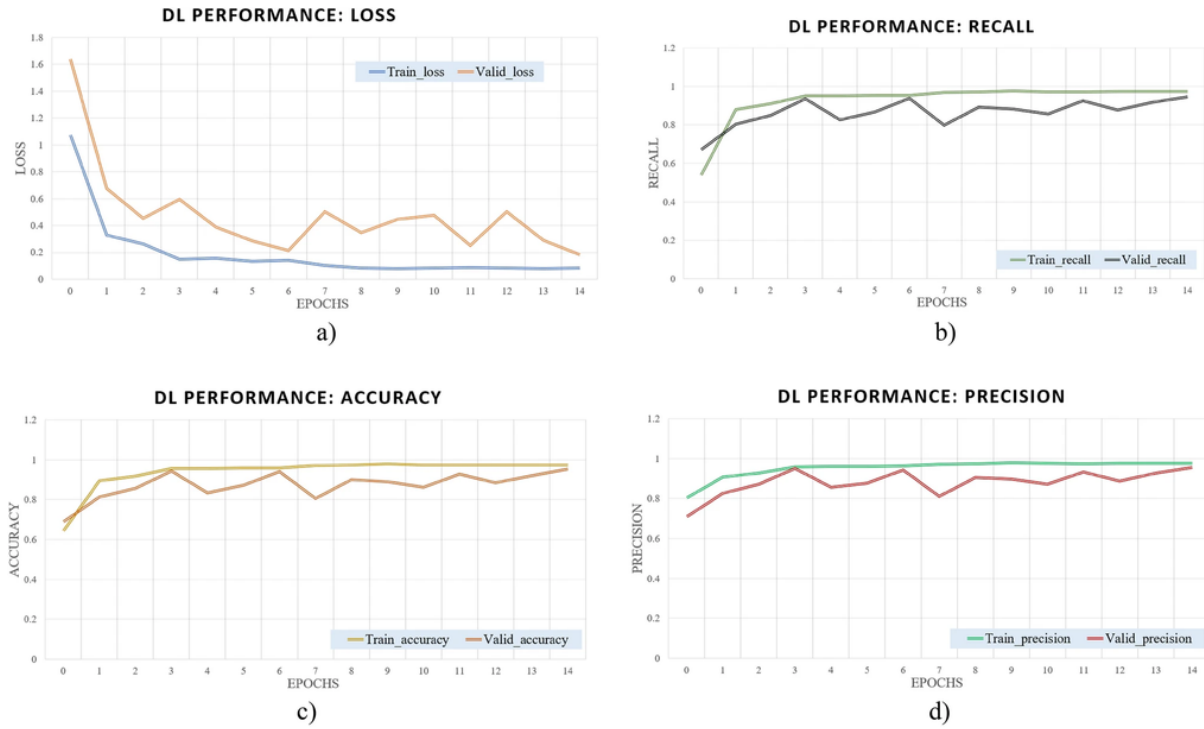 DL PERFORMANCE: LOSS
1.8
1.6
1.4
1.2
1
0.8
0.6
0.4
0.2
0
LOSS
Train_loss Valid_loss
0 1 2 3 4 5 6 7 8 9 10 11 12 13 14
EPOCHS
a)
DL PERFORMANCE: RECALL
1.2
1
0.8
0.6
0.4
0.2
0
RECALL
Train_recall Valid_recall
0 1 2 3 4 5 6 7 8 9 10 11 12 13 14
EPOCHS
b)
DL PERFORMANCE: ACCURACY
1.2
1
0.8
0.6
0.4
0.2
0
ACCURACY
Train_accuracy Valid_accuracy
0 1 2 3 4 5 6 7 8 9 10 11 12 13 14
EPOCHS
c)
DL PERFORMANCE: PRECISION
1.2
1
0.8
0.6
0.4
0.2
0
PRECISION
Train_precision Valid_precision
0 1 2 3 4 5 6 7 8 9 10 11 12 13 14
EPOCHS
d)